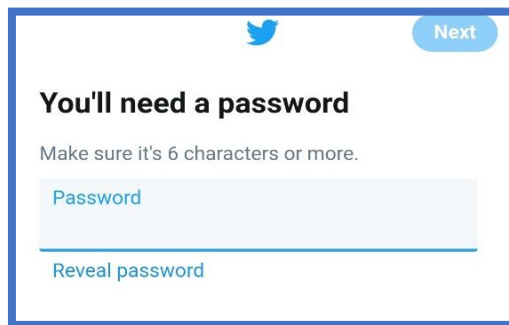 Next
You'll need a password
Make sure it's 6 characters or more.
Password
Reveal password